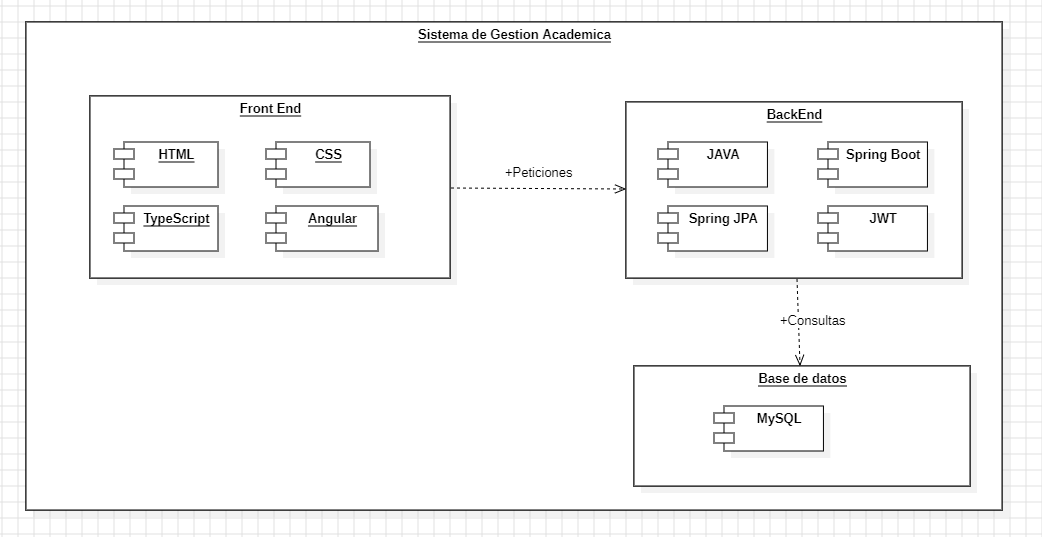 Sistema de Gestion Academica
Front End
HTML
CSS
TypeScript
Angular
+Peticiones
BackEnd
JAVA
Spring Boot
Spring JPA
JWT
+Consultas
Base de datos
MySQL